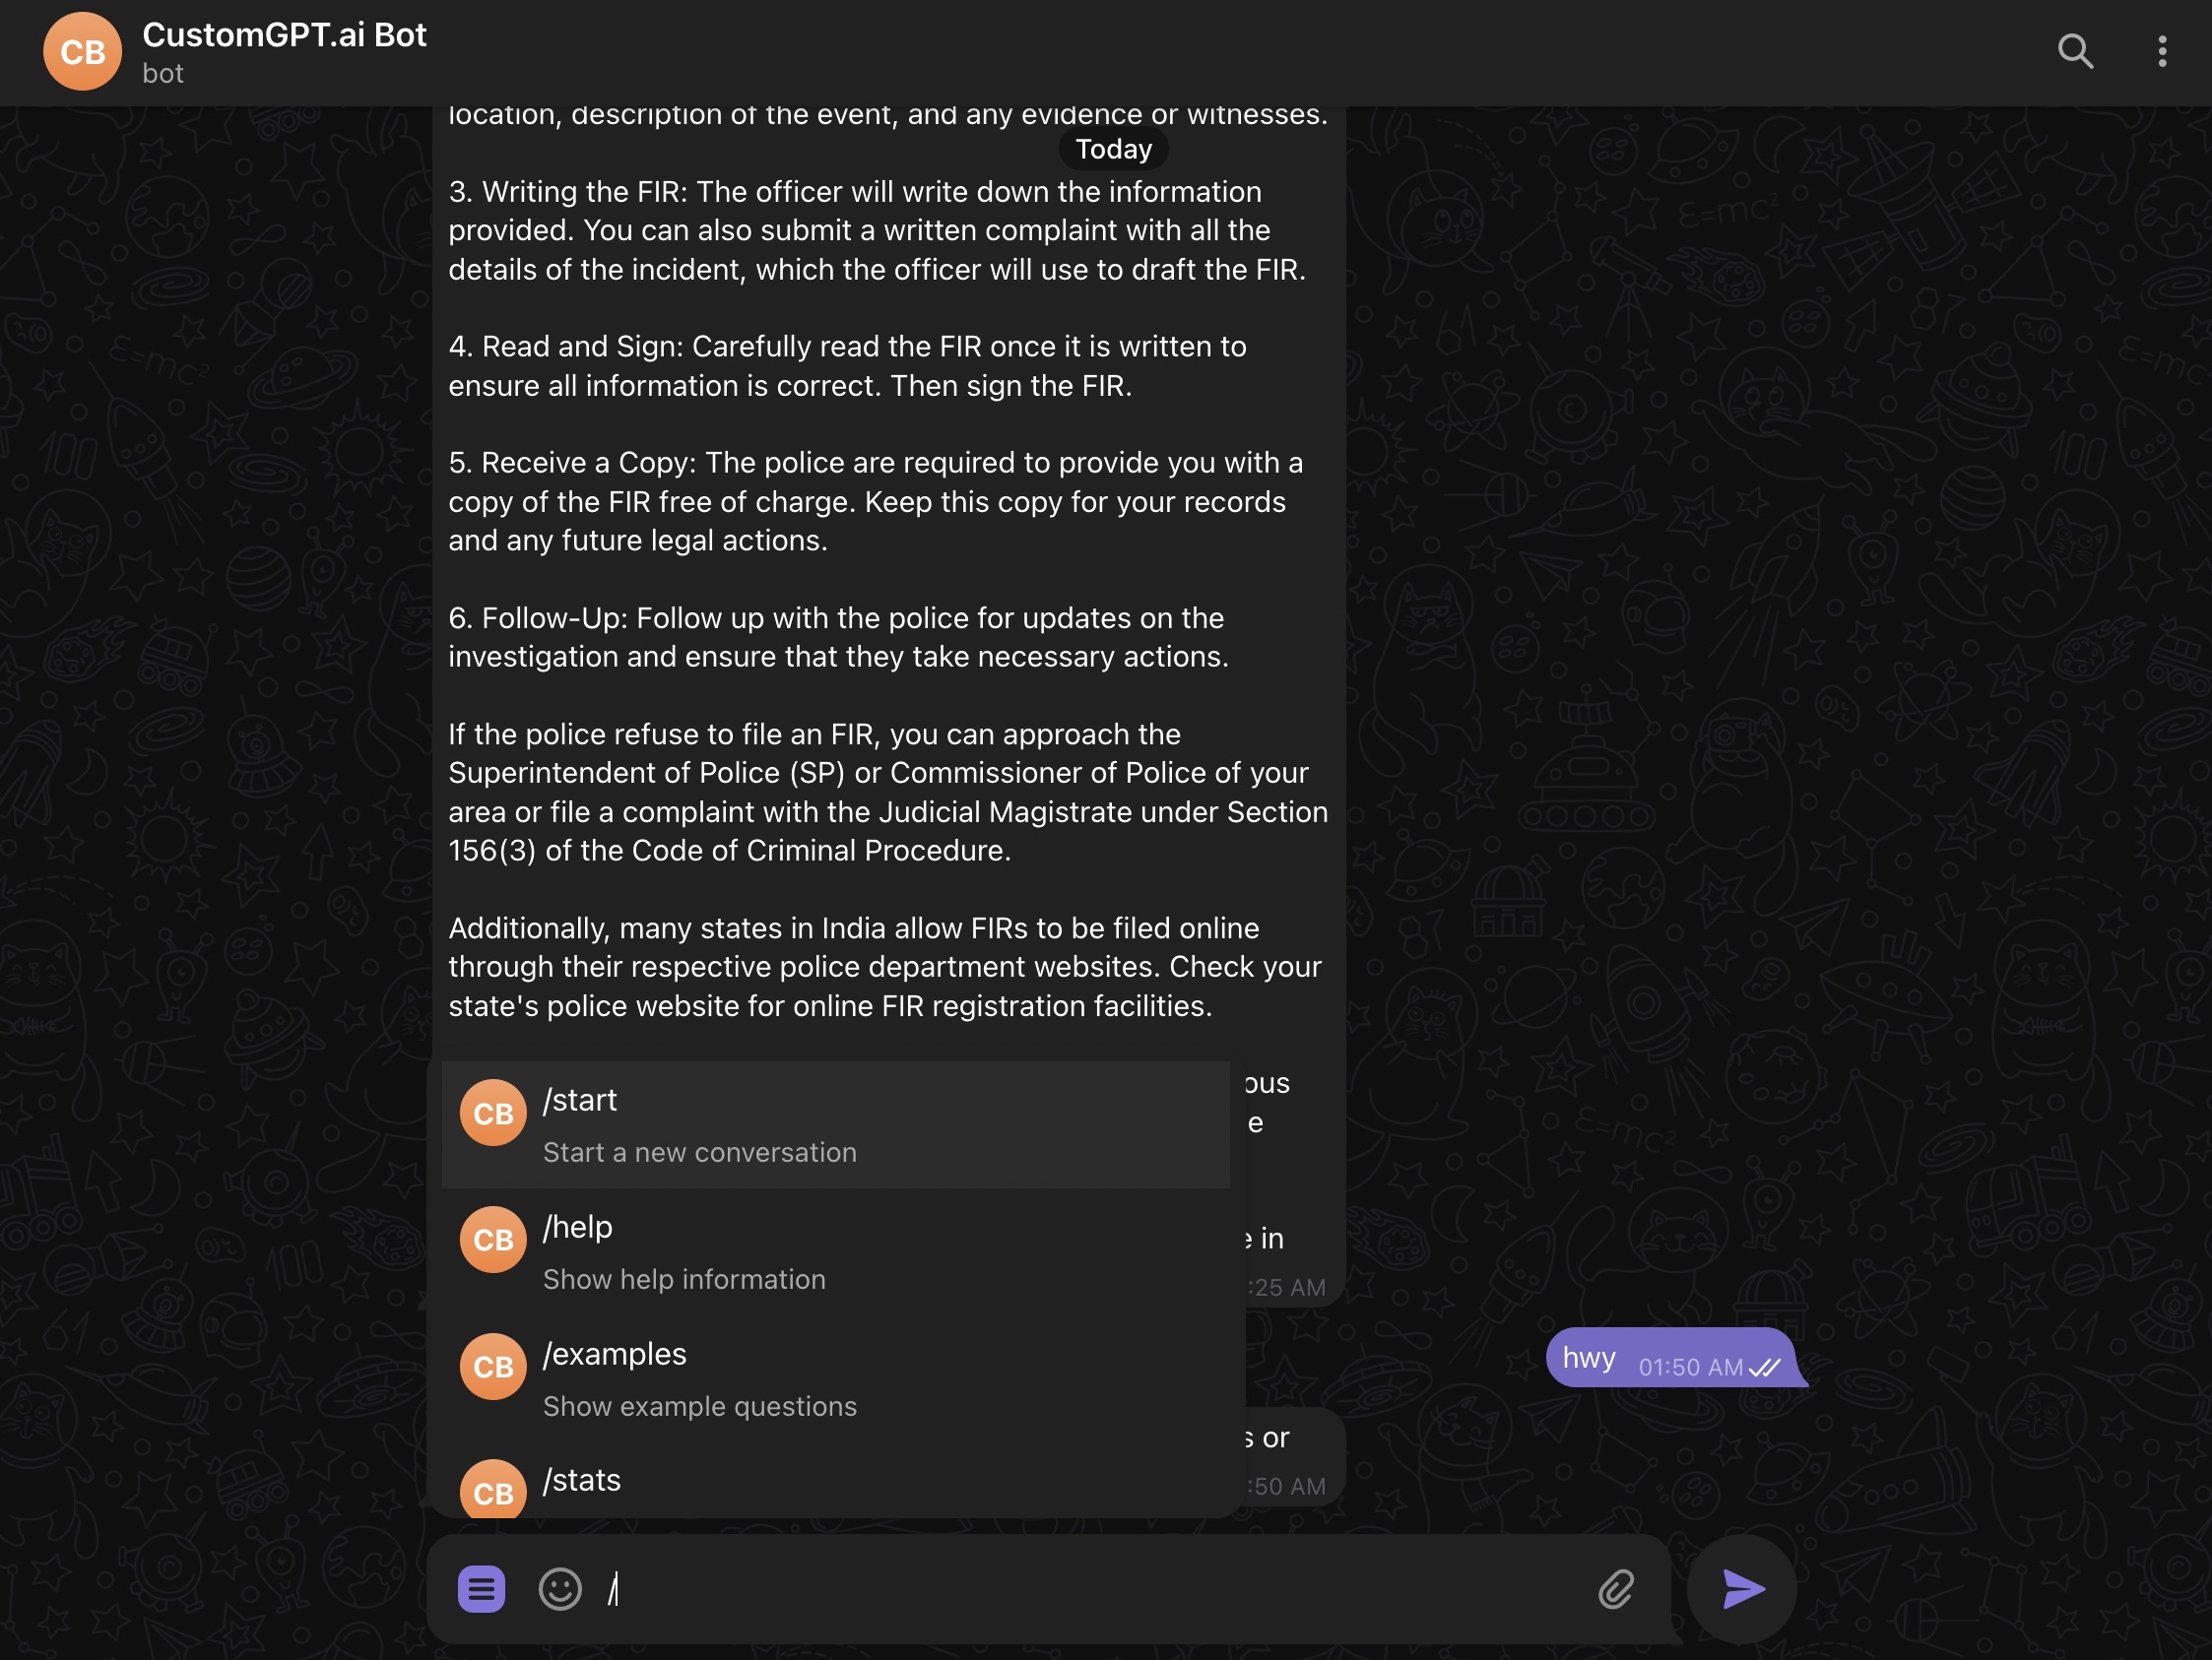 CB
CustomGPT.ai Bot
bot
location, description of the event, and any evidence or witnesses.
Today
3. Writing the FIR: The officer will write down the information
provided. You can also submit a written complaint with all the
details of the incident, which the officer will use to draft the FIR.
4. Read and Sign: Carefully read the FIR once it is written to
ensure all information is correct. Then sign the FIR.
5. Receive a Copy: The police are required to provide you with a
copy of the FIR free of charge. Keep this copy for your records
and any future legal actions.
6. Follow-Up: Follow up with the police for updates on the
investigation and ensure that they take necessary actions.
If the police refuse to file an FIR, you can approach the
Superintendent of Police (SP) or Commissioner of Police of your
area or file a complaint with the Judicial Magistrate under Section
156(3) of the Code of Criminal Procedure.
Additionally, many states in India allow FIRs to be filed online
through their respective police department websites. Check your
state's police website for online FIR registration facilities.
CB
/start
Start a new conversation
CB
/help
Show help information
in
:25 AM
CB
/examples
Show example questions
hwy 01:50 AM
or
:50 AM
CB
/stats
/